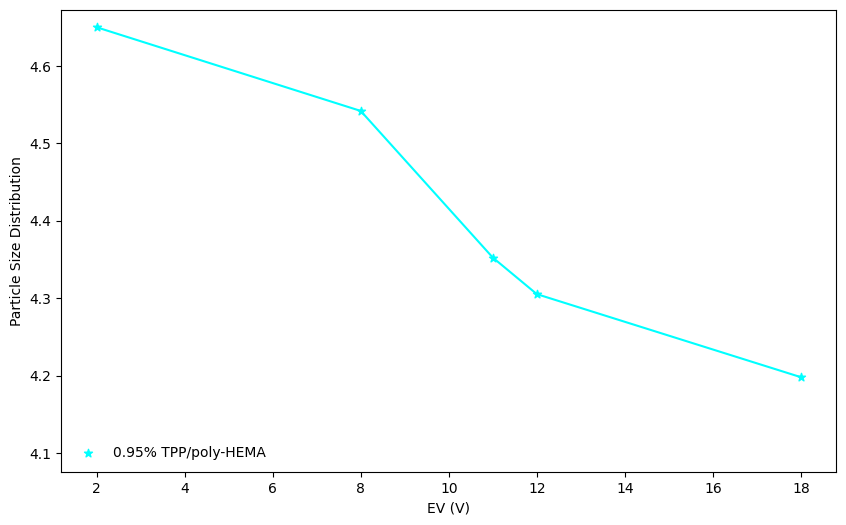 Particle Size Distribution
4.6
4.5
4.4
4.3
4.2
4.1
0.95% TPP/poly-HEMA
2 4 6 8 10 12 14 16 18
EV (V)